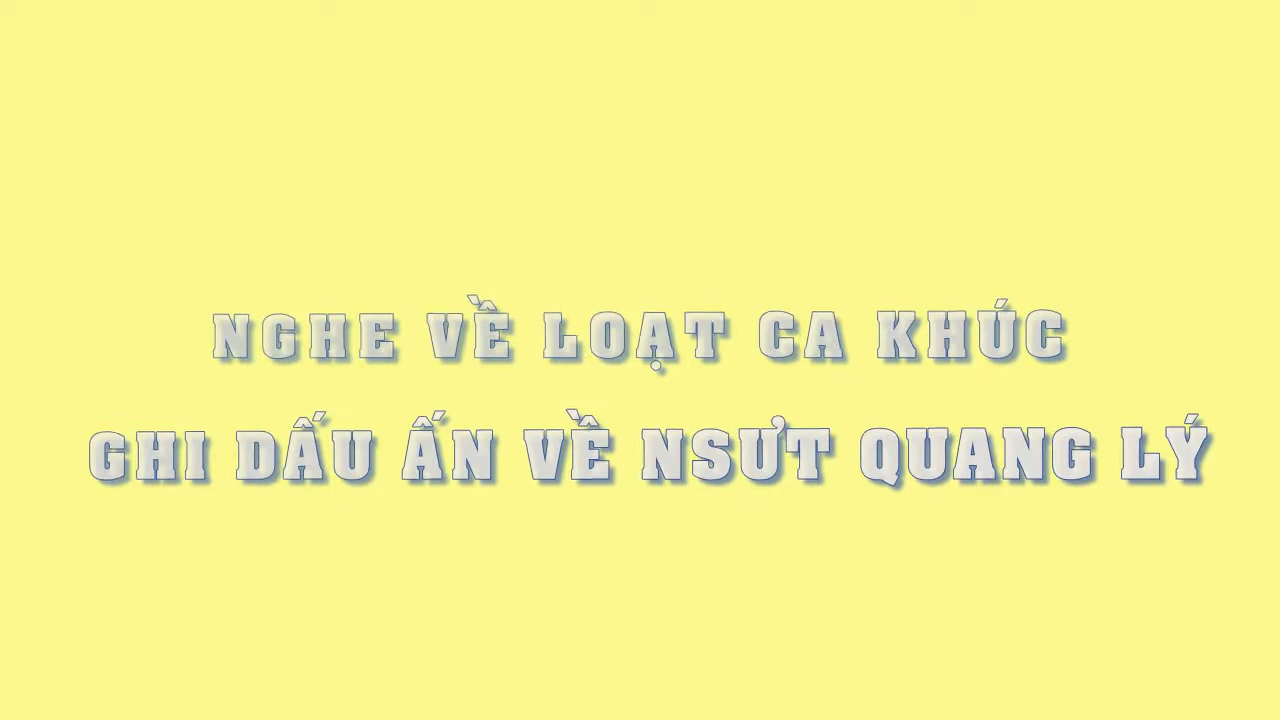 NGHE VỀ LOẠT CA KHÚC
GHI DẤU ẤN VỀ NSƯT QUANG LÝ